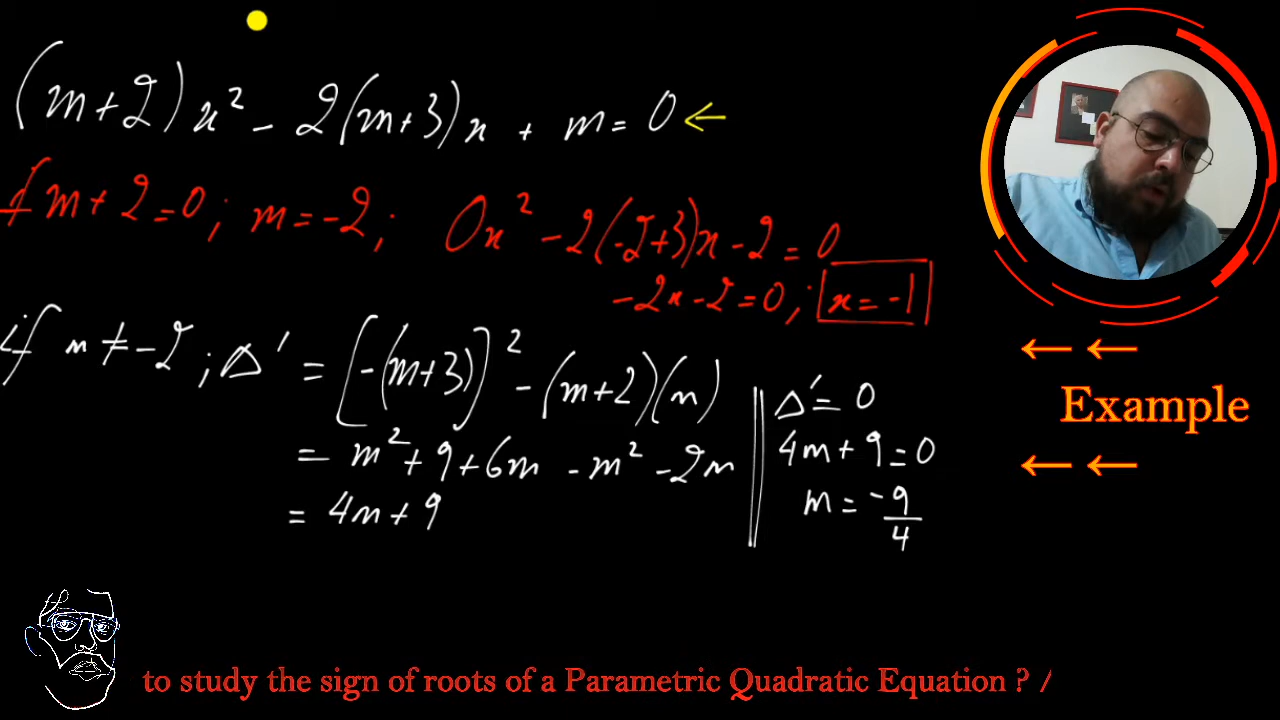 (m+2)x² - 2(m+3)x + m = 0 ←
if m+2=0; m=-2; 0x² -2(-2+3)x-2=0
-2x-2=0; x=-1
if m≠-2; Δ' = [-(m+3)]² - (m+2)(m)
= m²+9+6m -m² -2m
= 4m+9
Δ'=0
4m+9=0
m=-9/4
← ←
Example
← ←
to study the sign of roots of a Parametric Quadratic Equation ? /